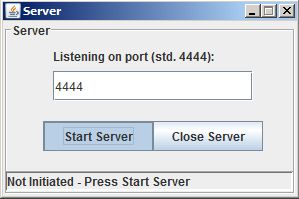 Server
Server
Listening on port (std. 4444):
4444
Start Server Close Server
Not Initiated - Press Start Server